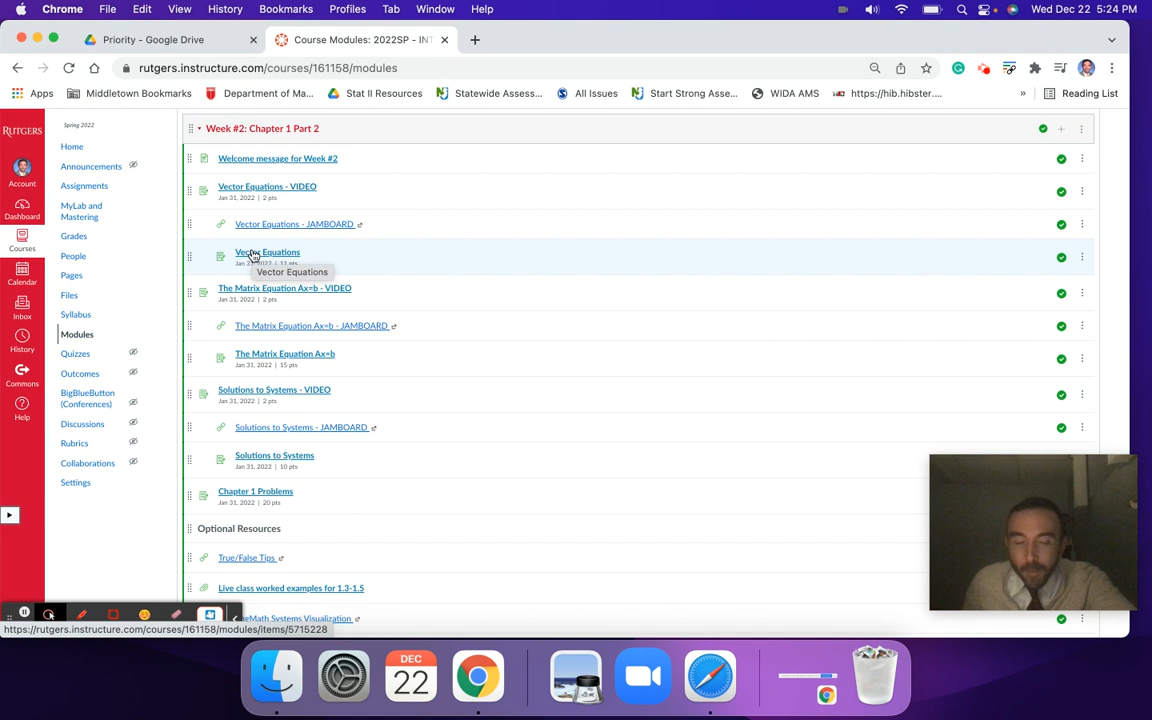 Chrome File Edit View History Bookmarks Profiles Tab Window Help Wed Dec 22 5:24 PM
Priority - Google Drive
Course Modules: 2022SP - INT
rutgers.instructure.com/courses/161158/modules
Apps Middletown Bookmarks Department of Ma... Stat II Resources Statewide Assess... All Issues Start Strong Asse... WIDA AMS https://hib.hibster.... » Reading List
RUTGERS
Account
Dashboard
Courses
Calendar
Inbox
History
Commons
Help
Spring 2022
Home
Announcements
Assignments
MyLab and
Mastering
Grades
People
Pages
Files
Syllabus
Modules
Quizzes
Outcomes
BigBlueButton
(Conferences)
Discussions
Rubrics
Collaborations
Settings
Week #2: Chapter 1 Part 2
Welcome message for Week #2
Vector Equations - VIDEO
Jan 31, 2022 | 2 pts
Vector Equations - JAMBOARD
Vector Equations
Jan 31, 2022 | 11 pts
Vector Equations
The Matrix Equation Ax=b - VIDEO
Jan 31, 2022 | 2 pts
The Matrix Equation Ax=b - JAMBOARD
The Matrix Equation Ax=b
Jan 31, 2022 | 15 pts
Solutions to Systems - VIDEO
Jan 31, 2022 | 2 pts
Solutions to Systems - JAMBOARD
Solutions to Systems
Jan 31, 2022 | 10 pts
Chapter 1 Problems
Jan 31, 2022 | 20 pts
Optional Resources
True/False Tips
Live class worked examples for 1.3-1.5
Math Systems Visualization
https://rutgers.instructure.com/courses/161158/modules/items/5715228
DEC
22